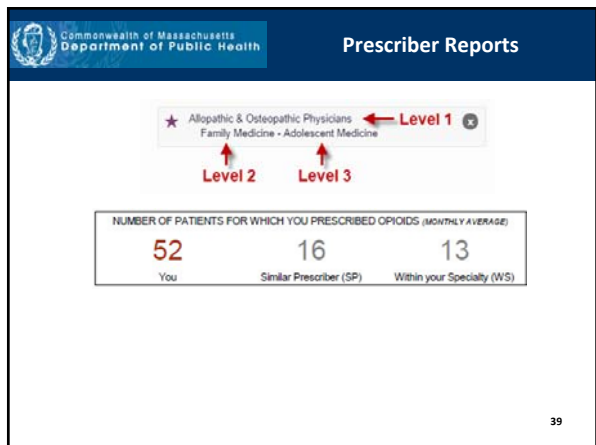 Commonwealth of Massachusetts
Department of Public Health
Prescriber Reports
Allopathic & Osteopathic Physicians
Level 1
x
Family Medicine - Adolescent Medicine
Level 2
Level 3
NUMBER OF PATIENTS FOR WHICH YOU PRESCRIBED OPIOIDS (MONTHLY AVERAGE)
52 16 13
You Similar Prescriber (SP) Within your Specialty (WS)
39